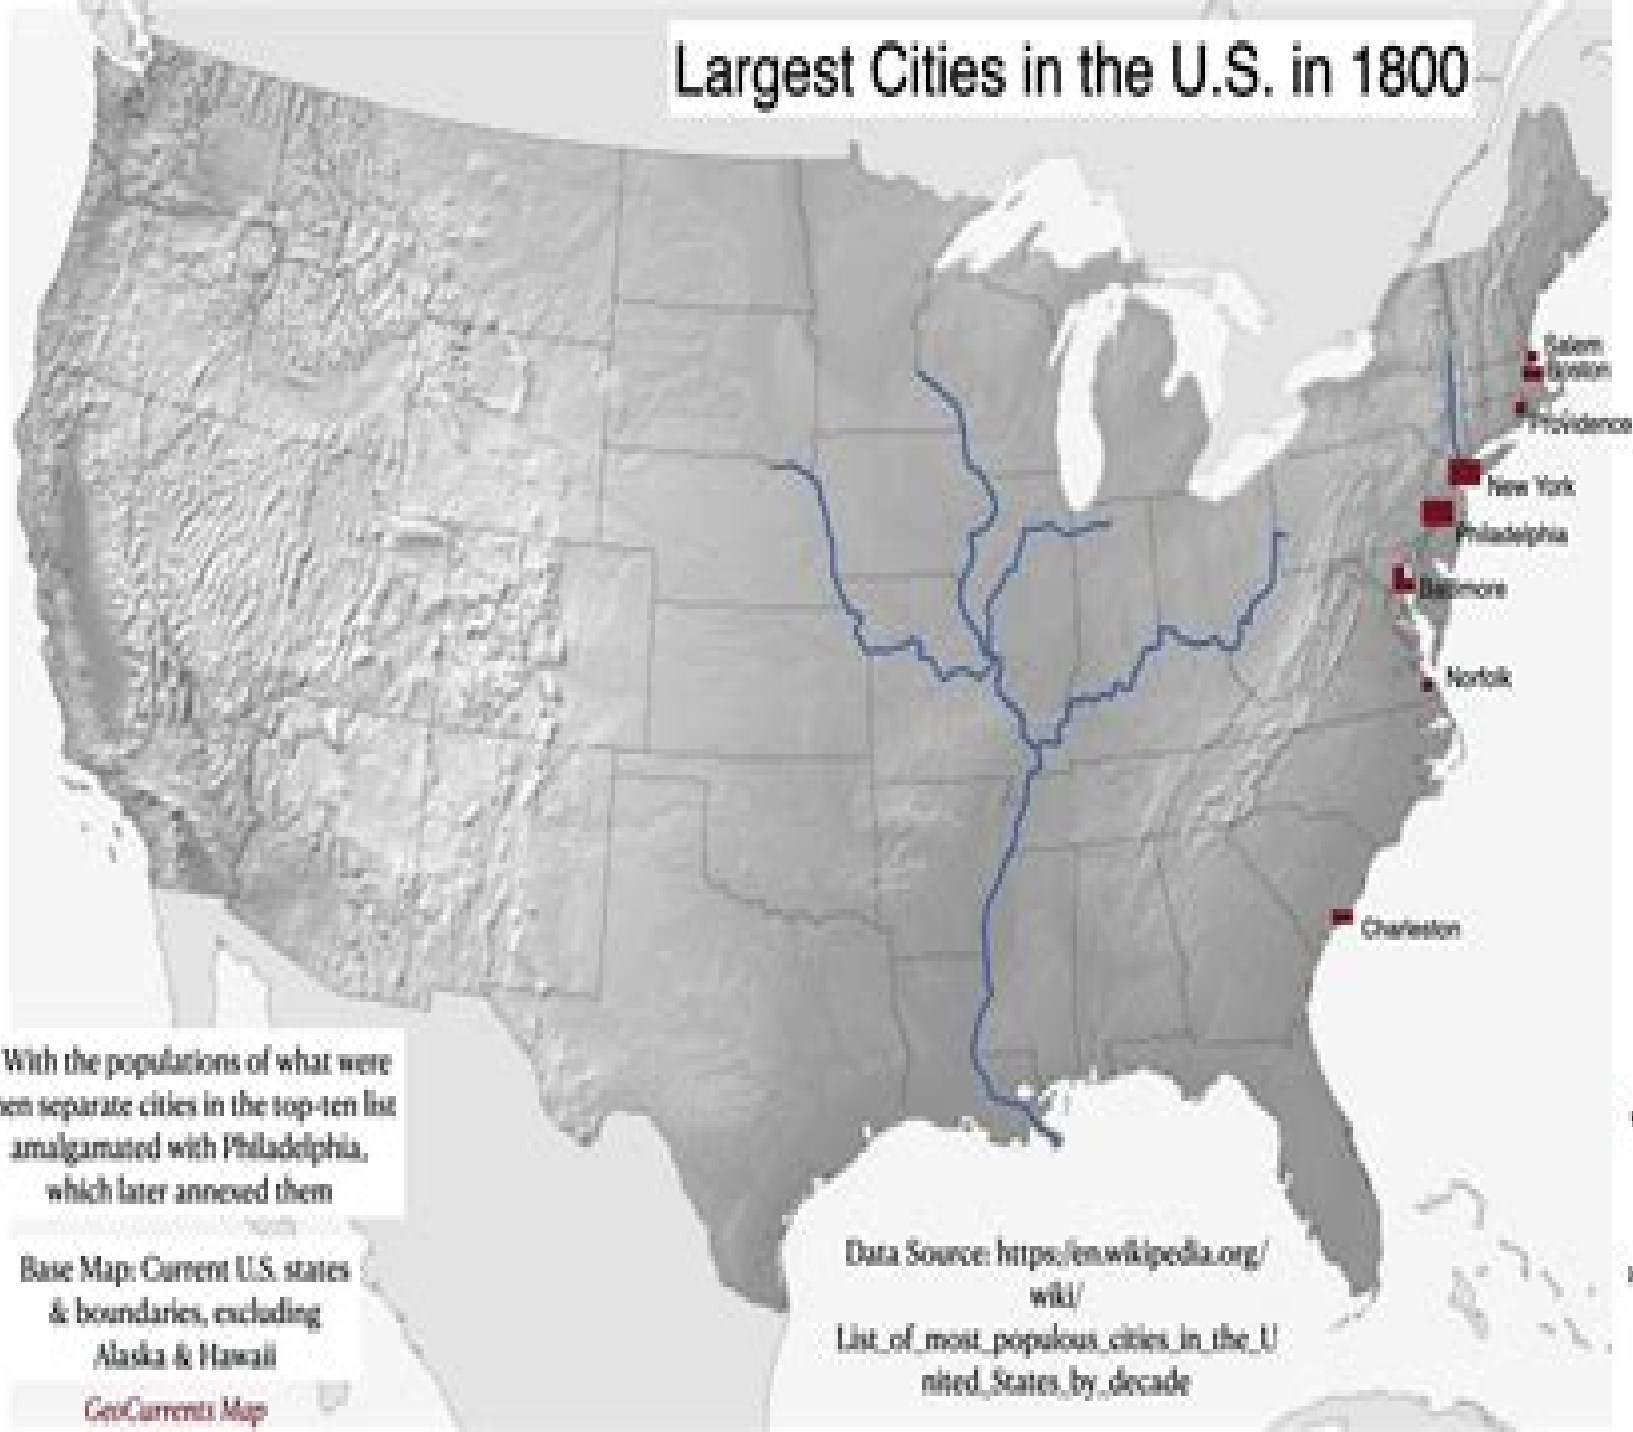 Largest Cities in the U.S. in 1800
Salem
Boston
Providence
New York
Philadelphia
Baltimore
Norfolk
Charleston
With the populations of what were
hen separate cities in the top-ten list
amalgamated with Philadelphia,
which later annexed them
Base Map: Current U.S. states
& boundaries, excluding
Alaska & Hawaii
GeoCurrents Map
Data Source: https://en.wikipedia.org/
wiki/
List_of_most_populous_cities_in_the_U
nited_States_by_decade